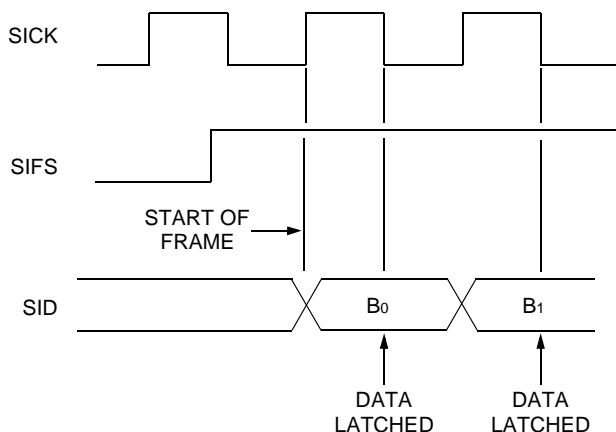 SICK
SIFS
START OF
FRAME
SID
B0
B1
DATA
LATCHED
DATA
LATCHED